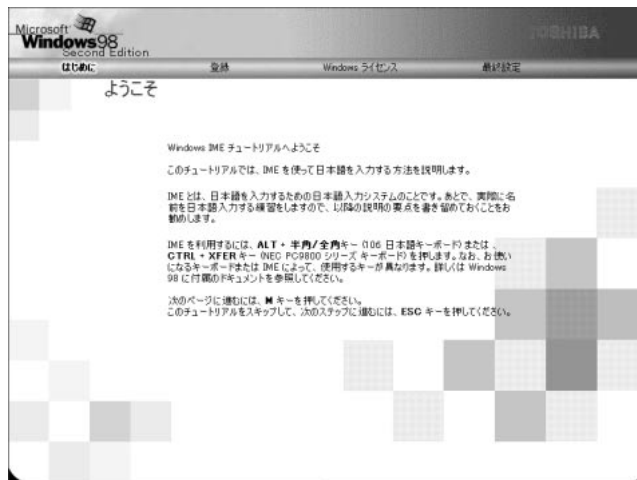 Microsoft
Windows98
Second Edition
TOSHIBA
はじめに 登録 Windows ライセンス 最終設定
ようこそ
Windows IME チュートリアルへようこそ
このチュートリアルでは、IME を使って日本語を入力する方法を説明します。
IME とは、日本語を入力するための日本語入力システムのことです。あとで、実際に名
前を日本語入力する練習をしますので、以降の説明の要点を書き留めておくことをお
勧めします。
IME を利用するには、ALT + 半角/全角キー (106 日本語キーボード) または 、
CTRL + XFER キー (NEC PC9800 シリーズ キーボード) を押します。なお、お使い
になるキーボードまたは IME によって、使用するキーが異なります。詳しくは Windows
98 に付属のドキュメントを参照してください。
次のページに進むには、N キーを押してください。
このチュートリアルをスキップして、次のステップに進むには、ESC キーを押してください。